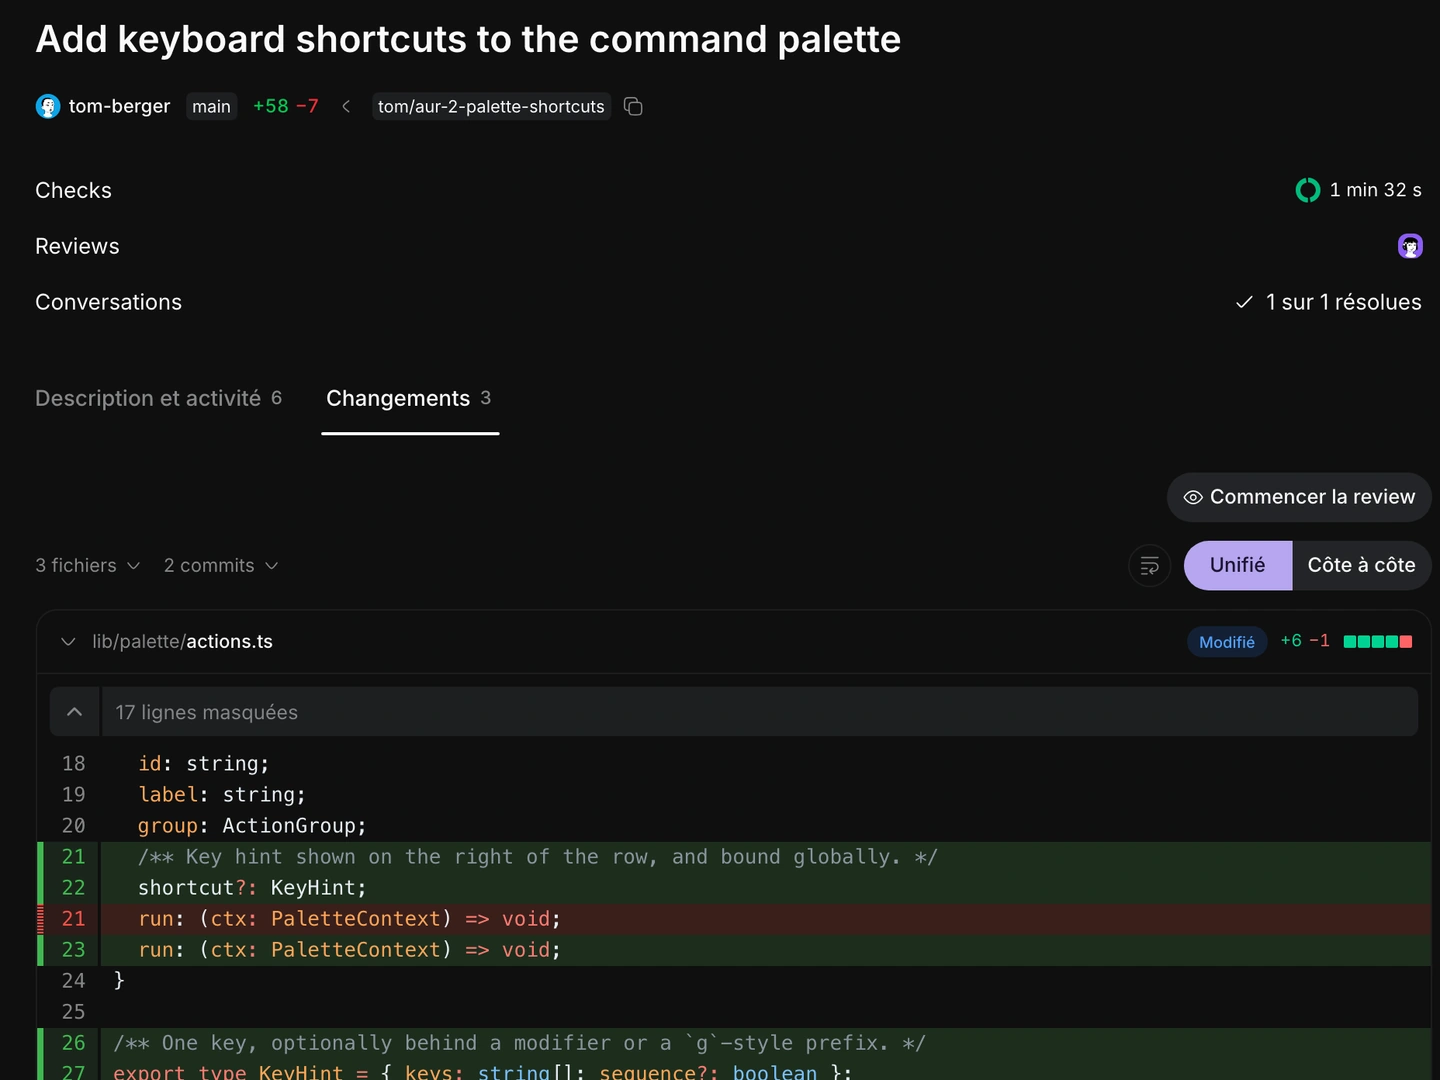 Add keyboard shortcuts to the command palette
tom-berger main +58 −7 tom/aur-2-palette-shortcuts
Checks 1 min 32 s
Reviews
Conversations 1 sur 1 résolues
Description et activité 6 Changements 3
Commencer la review
3 fichiers 2 commits Unifié Côte à côte
lib/palette/actions.ts Modifié +6 −1
17 lignes masquées
18 id: string;
19 label: string;
20 group: ActionGroup;
21 /** Key hint shown on the right of the row, and bound globally. */
22 shortcut?: KeyHint;
21 run: (ctx: PaletteContext) => void;
23 run: (ctx: PaletteContext) => void;
24 }
25
26 /** One key, optionally behind a modifier or a `g`-style prefix. */
27 export type KeyHint = { keys: string[]; sequence?: boolean };